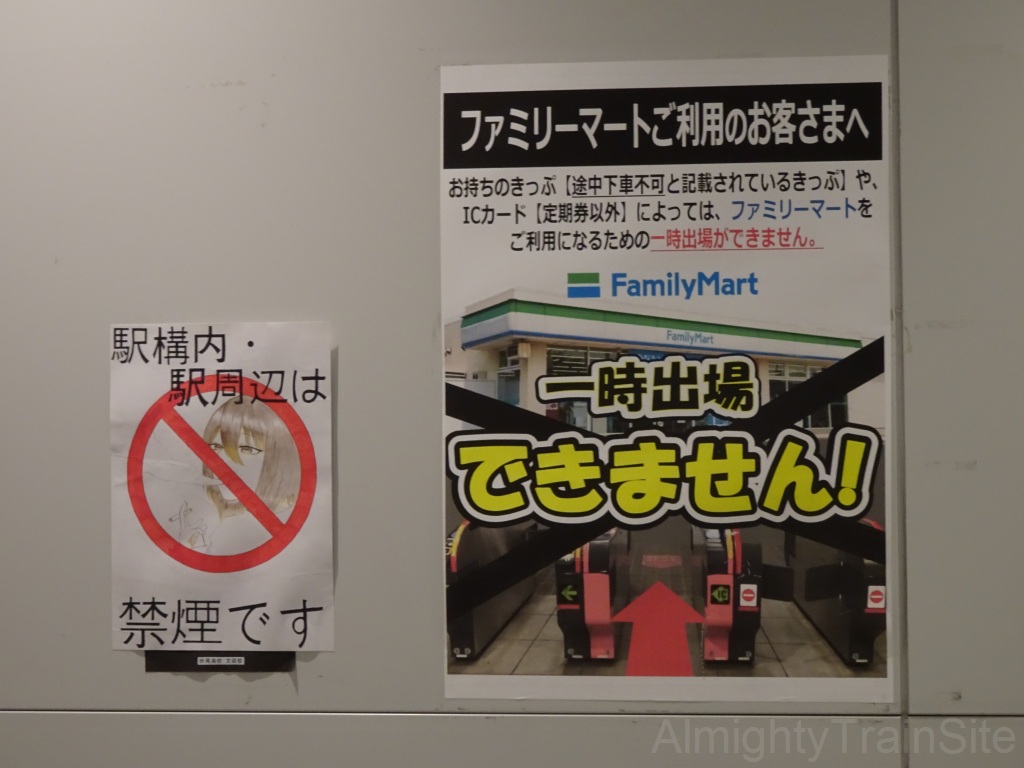 ファミリーマートご利用のお客さまへ
お持ちのきっぷ【途中下車不可と記載されているきっぷ】や、
ICカード【定期券以外】によっては、ファミリーマートを
ご利用になるための一時出場ができません。
FamilyMart
FamilyMart
一時出場
できません!
駅構内・
駅周辺は
禁煙です
AlmightyTrainSite